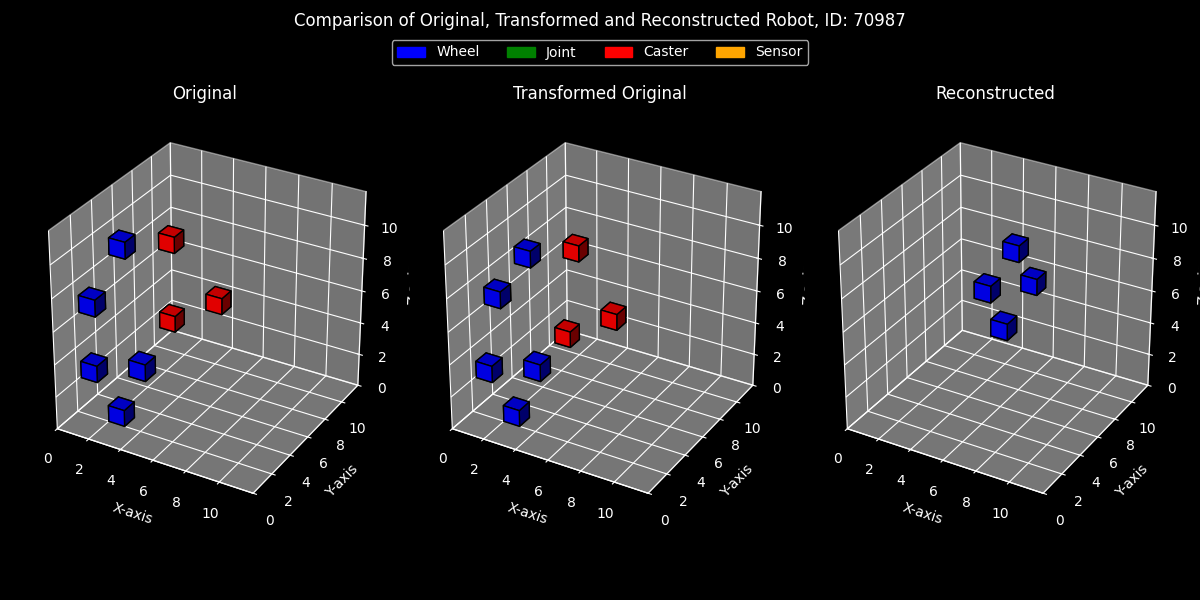 Comparison of Original, Transformed and Reconstructed Robot, ID: 70987
Wheel Joint Caster Sensor
Original Transformed Original Reconstructed
10 8 6 4 2 0
0 2 4 6 8 10
X-axis
0 2 4 6 8 10
Y-axis
10 8 6 4 2 0
0 2 4 6 8 10
X-axis
0 2 4 6 8 10
Y-axis
10 8 6 4 2 0
0 2 4 6 8 10
X-axis
0 2 4 6 8 10
Y-axis